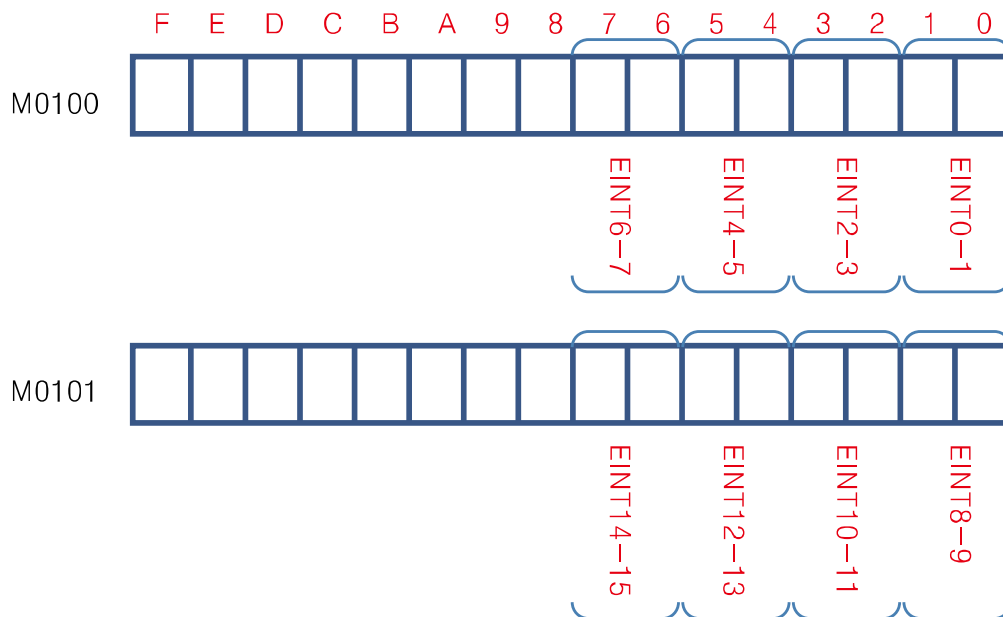 F E D C B A 9 8 7 6 5 4 3 2 1 0
M0100
EINT6-7 EINT4-5 EINT2-3 EINT0-1
M0101
EINT14-15 EINT12-13 EINT10-11 EINT8-9